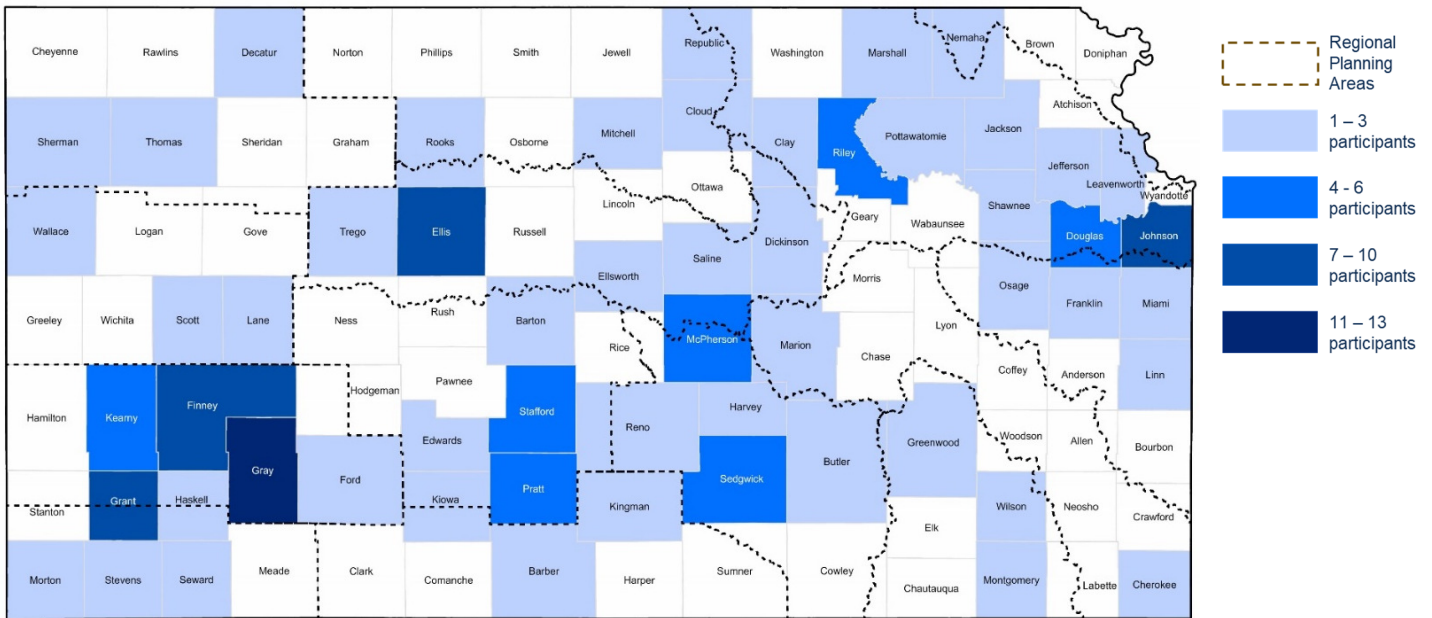 Cheyenne
Rawlins
Decatur
Norton
Phillips
Smith
Jewell
Republic
Washington
Marshall
Nemaha
Brown
Doniphan
Sherman
Thomas
Sheridan
Graham
Rooks
Osborne
Mitchell
Cloud
Clay
Riley
Pottawatomie
Jackson
Atchison
Jefferson
Leavenworth
Wyandotte
Wallace
Logan
Gove
Trego
Ellis
Russell
Lincoln
Ottawa
Saline
Dickinson
Geary
Wabaunsee
Shawnee
Douglas
Johnson
Greeley
Wichita
Scott
Lane
Ness
Rush
Barton
Ellsworth
Rice
McPherson
Marion
Morris
Chase
Lyon
Osage
Franklin
Miami
Coffey
Anderson
Linn
Hamilton
Kearny
Finney
Gray
Hodgeman
Pawnee
Edwards
Stafford
Reno
Harvey
Sedgwick
Butler
Greenwood
Woodson
Allen
Bourbon
Stanton
Grant
Haskell
Ford
Kiowa
Pratt
Kingman
Elk
Wilson
Neosho
Crawford
Morton
Stevens
Seward
Meade
Clark
Comanche
Barber
Harper
Sumner
Cowley
Chautauqua
Montgomery
Labette
Cherokee
Regional
Planning
Areas
1 – 3
participants
4 - 6
participants
7 – 10
participants
11 – 13
participants